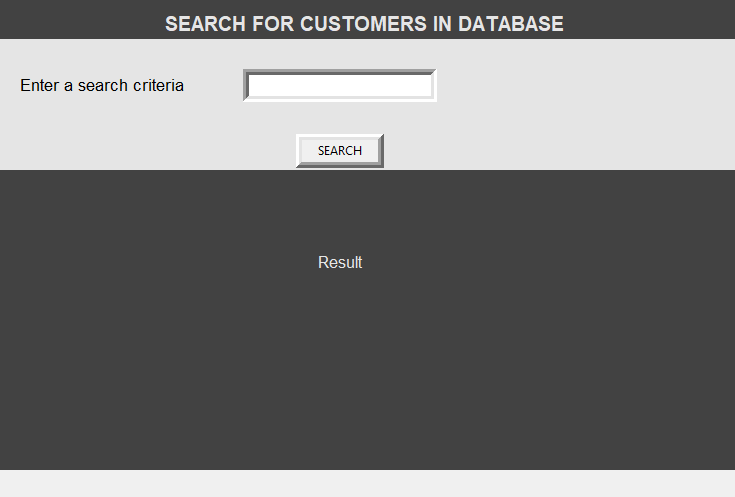 SEARCH FOR CUSTOMERS IN DATABASE
Enter a search criteria
SEARCH
Result